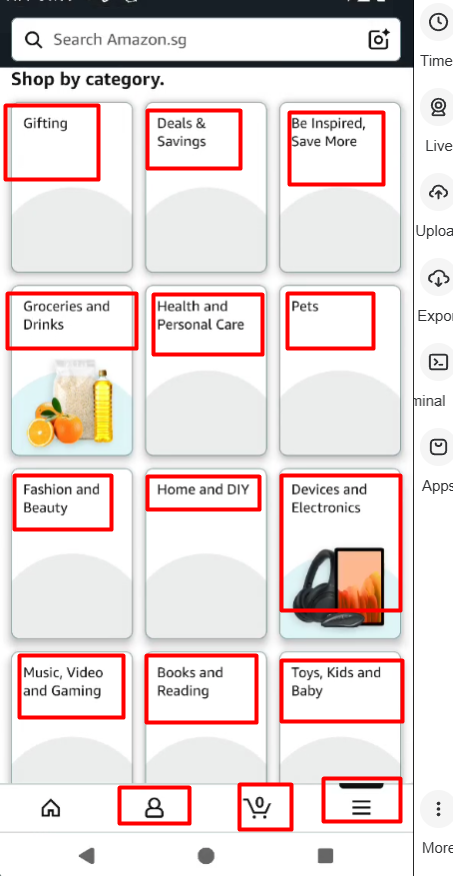 Search Amazon.sg
Shop by category.
Gifting
Deals &
Savings
Be Inspired,
Save More
Groceries and
Drinks
Health and
Personal Care
Pets
Fashion and
Beauty
Home and DIY
Devices and
Electronics
Music, Video
and Gaming
Books and
Reading
Toys, Kids and
Baby
0
Time
Live
Uploa
Expor
minal
Apps
More